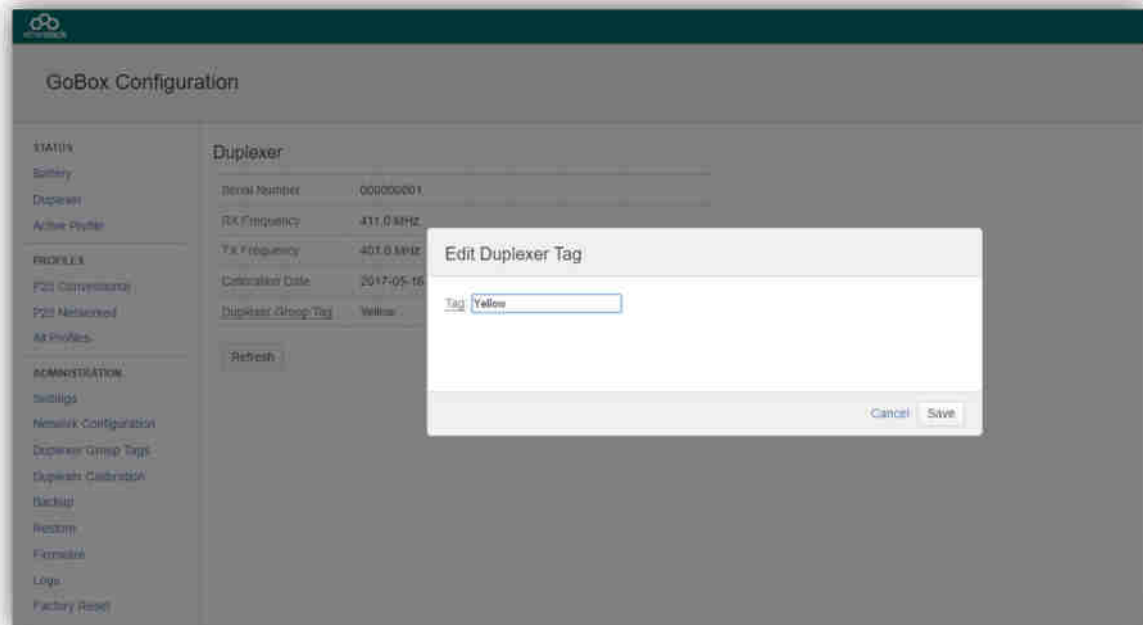 GoBox Configuration
STATUS
Battery
Duplexer
Active Profile
PROFILES
P25 Conventional
P25 Networked
All Profiles
ADMINISTRATION
Settings
Network Configuration
Duplexer Group Tags
Duplexer Calibration
Backup
Restore
Firmware
Logs
Factory Reset
Duplexer
Serial Number 000000001
RX Frequency 411.0 MHz
TX Frequency 401.0 MHz
Calibration Date 2017-05-16
Duplexer Group Tag Yellow
Refresh
Edit Duplexer Tag
Tag: Yellow
Cancel Save